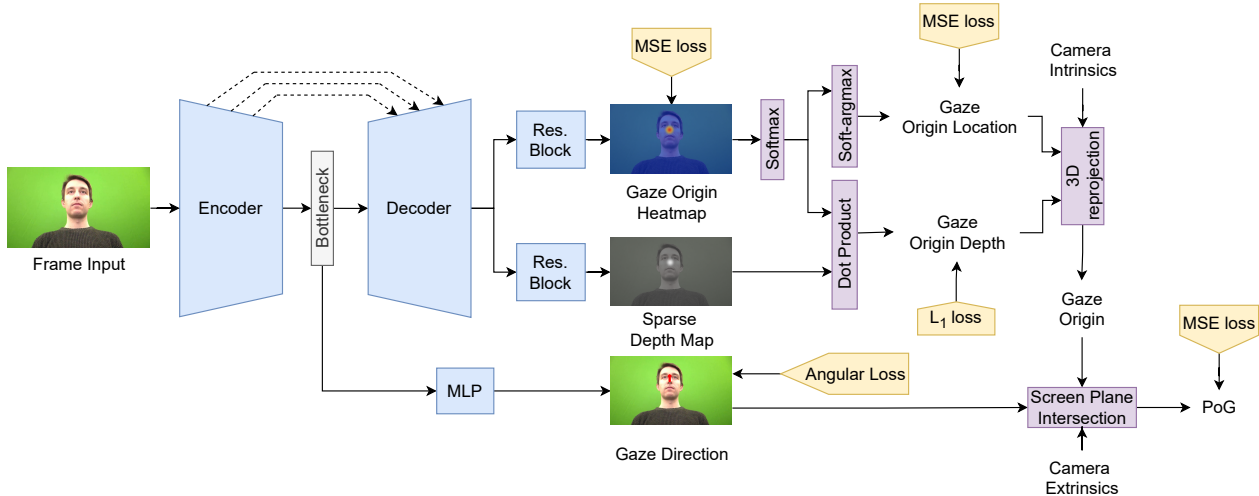 MSE loss
MSE loss
Camera
Intrinsics
Res.
Block
Softmax
Soft-argmax
Gaze
Origin Location
3D
reprojection
Encoder
Bottleneck
Decoder
Gaze Origin
Heatmap
Frame Input
Res.
Block
Dot Product
Gaze
Origin Depth
Sparse
Depth Map
L1 loss
Gaze
Origin
MSE loss
MLP
Angular Loss
Screen Plane
Intersection
PoG
Gaze Direction
Camera
Extrinsics